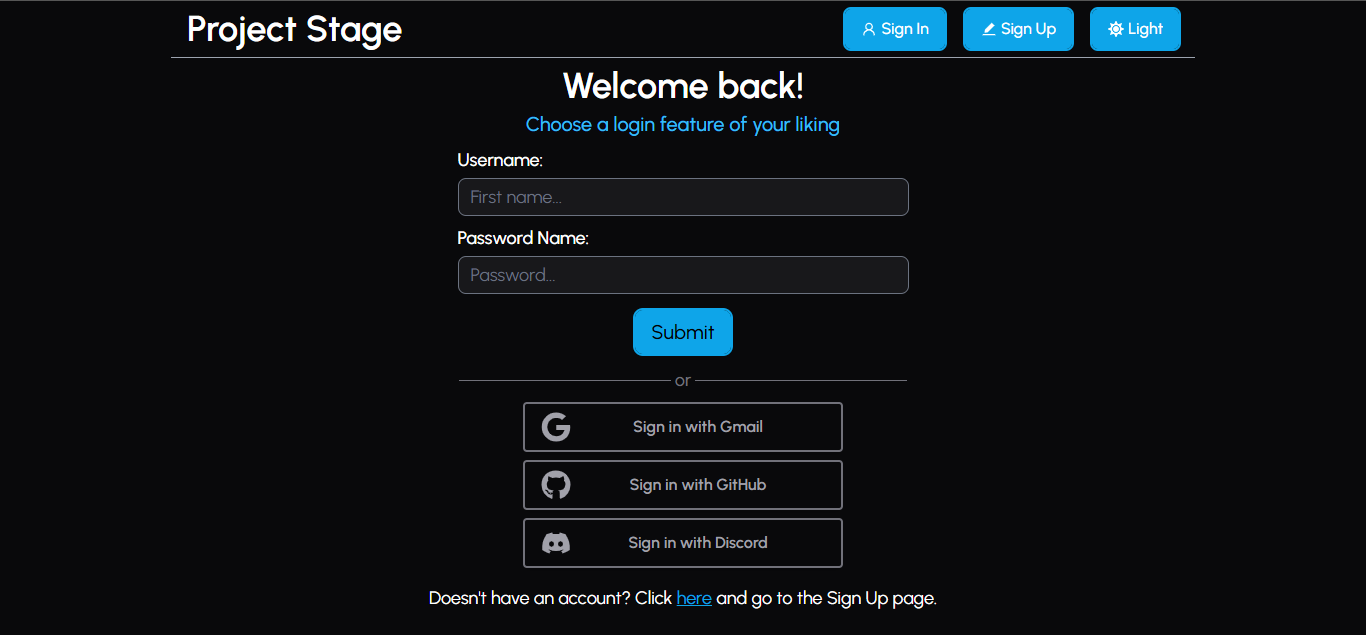 Project Stage
Sign In
Sign Up
Light
Welcome back!
Choose a login feature of your liking
Username:
First name...
Password Name:
Password...
Submit
or
Sign in with Gmail
Sign in with GitHub
Sign in with Discord
Doesn't have an account? Click here and go to the Sign Up page.